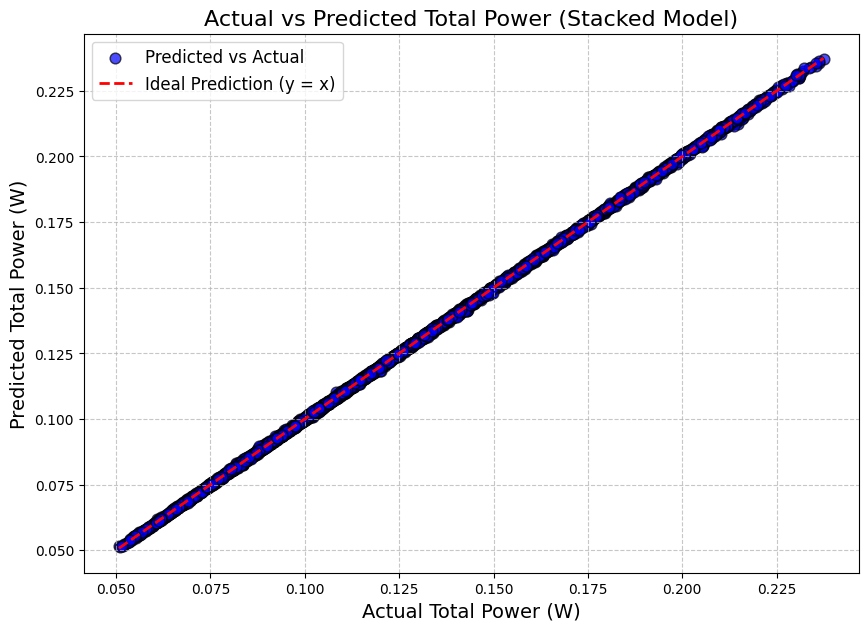 Actual vs Predicted Total Power (Stacked Model)
Predicted vs Actual
Ideal Prediction (y = x)
Predicted Total Power (W)
0.225
0.200
0.175
0.150
0.125
0.100
0.075
0.050
0.050 0.075 0.100 0.125 0.150 0.175 0.200 0.225
Actual Total Power (W)